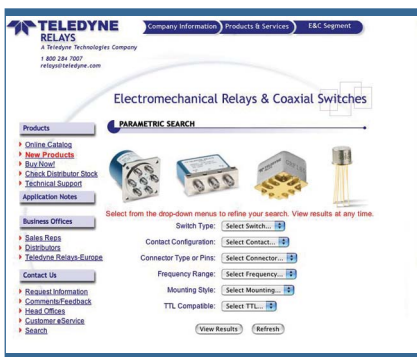 TELEDYNE
RELAYS
A Teledyne Technologies Company
1 800 284 7007
relays@teledyne.com
Company Information
Products & Services
E&C Segment
Electromechanical Relays & Coaxial Switches
Products
Online Catalog
New Products
Buy Now!
Check Distributor Stock
Technical Support
Application Notes
Business Offices
Sales Reps
Distributors
Teledyne Relays-Europe
Contact Us
Request Information
Comments/Feedback
Head Offices
Customer eService
Search
PARAMETRIC SEARCH
Select from the drop-down menus to refine your search. View results at any time.
Switch Type: Select Switch...
Contact Configuration: Select Contact...
Connector Type or Pins: Select Connector...
Frequency Range: Select Frequency...
Mounting Style: Select Mounting...
TTL Compatible: Select TTL...
View Results
Refresh